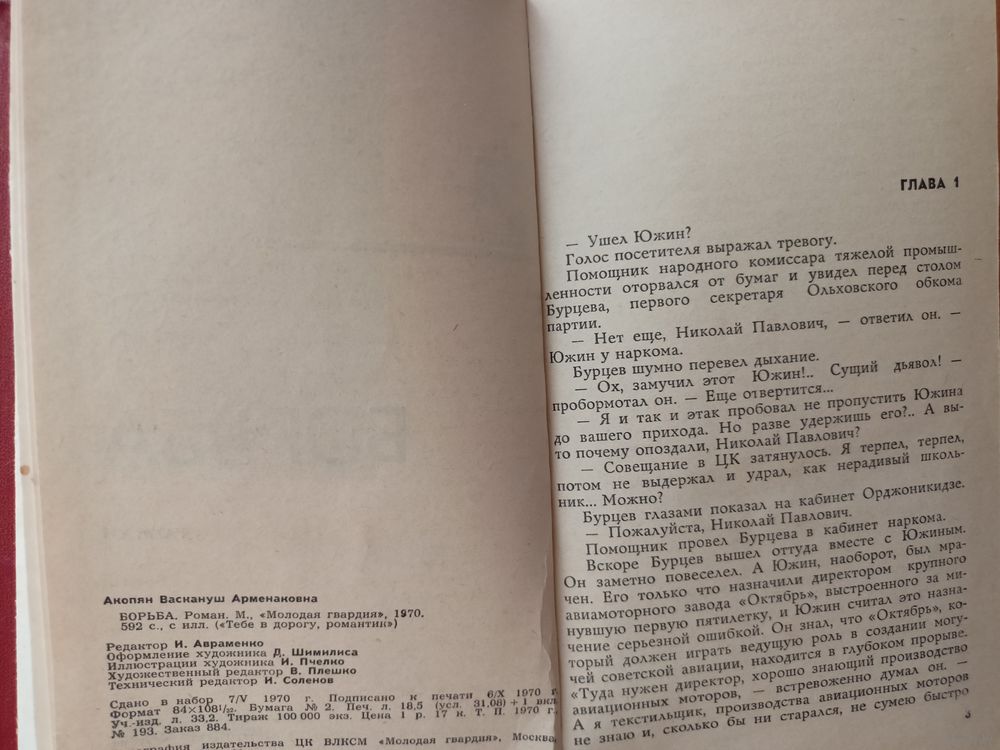 Акопян Васкануш Арменаковна
БОРЬБА. Роман. М., «Молодая гвардия», 1970.
592 с., с илл. («Тебе в дорогу, романтик»)
Редактор И. Авраменко
Оформление художника Д. Шимилиса
Иллюстрации художника И. Пчелко
Художественный редактор В. Плешко
Технический редактор И. Соленов
Сдано в набор 7/V 1970 г. Подписано к печати 6/X 1970 г.
Формат 84×108¹/₃₂. Бумага № 2. Печ. л. 18,5 (усл. 31,08) + 1 вкл.
Уч.-изд. л. 33,2. Тираж 100 000 экз. Цена 1 р. 17 к. Т. П. 1970 г.,
№ 193. Заказ 884.
издательства ЦК ВЛКСМ «Молодая гвардия», Москва,
ГЛАВА 1
— Ушел Южин?
Голос посетителя выражал тревогу.
Помощник народного комиссара тяжелой промыш-
ленности оторвался от бумаг и увидел перед столом
Бурцева, первого секретаря Ольховского обкома
партии.
— Нет еще, Николай Павлович, — ответил он. —
Южин у наркома.
Бурцев шумно перевел дыхание.
— Ох, замучил этот Южин!.. Сущий дьявол! —
пробормотал он. — Еще отвертится...
— Я и так и этак пробовал не пропустить Южина
до вашего прихода. Но разве удержишь его?.. А вы-
то почему опоздали, Николай Павлович?
— Совещание в ЦК затянулось. Я терпел, терпел,
потом не выдержал и удрал, как нерадивый школь-
ник... Можно?
Бурцев глазами показал на кабинет Орджоникидзе.
— Пожалуйста, Николай Павлович.
Помощник провел Бурцева в кабинет наркома.
Вскоре Бурцев вышел оттуда вместе с Южиным.
Он заметно повеселел. А Южин, наоборот, был мра-
чен. Его только что назначили директором крупного
авиамоторного завода «Октябрь», выстроенного за ми-
нувшую первую пятилетку, и Южин считал это назна-
чение серьезной ошибкой. Он знал, что «Октябрь», ко-
торый должен играть ведущую роль в создании могу-
чей советской авиации, находится в глубоком прорыве.
«Туда нужен директор, хорошо знающий производство
авиационных моторов, — встревоженно думал он. —
А я текстильщик, производства авиационных моторов
не знаю и, сколько бы ни старался, не сумею быстро